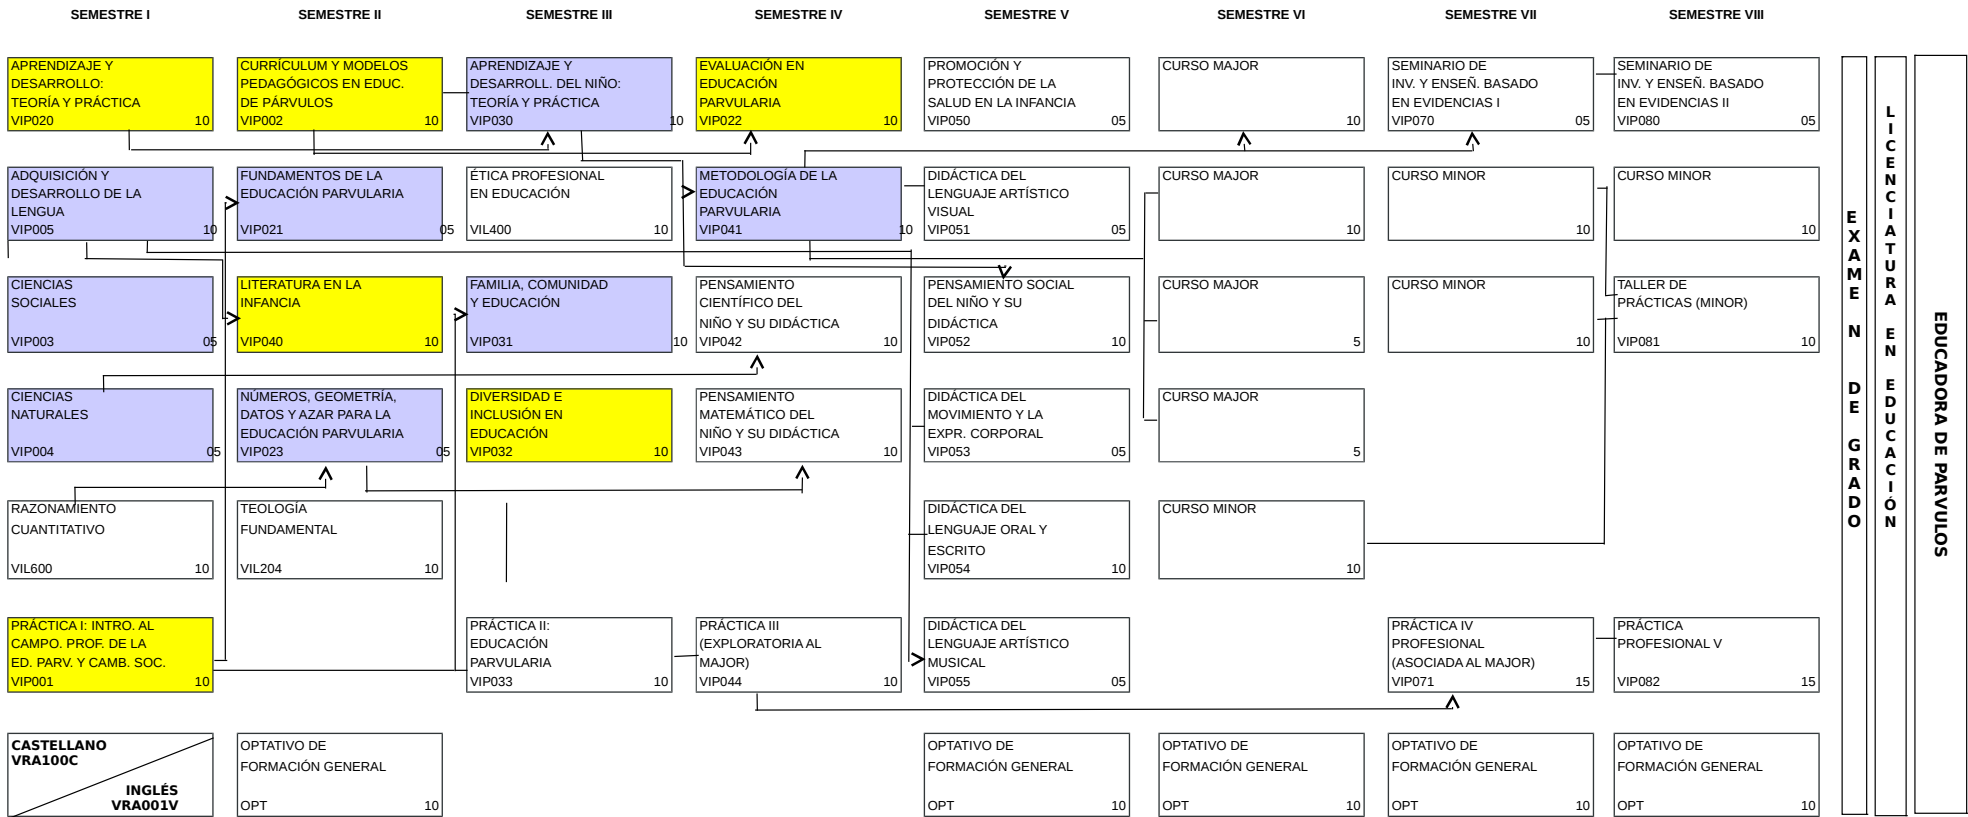 SEMESTRE I
SEMESTRE II
SEMESTRE III
SEMESTRE IV
SEMESTRE V
SEMESTRE VI
SEMESTRE VII
SEMESTRE VIII
APRENDIZAJE Y
DESARROLLO:
TEORÍA Y PRÁCTICA
VIP020 10
CURRÍCULUM Y MODELOS
PEDAGÓGICOS EN EDUC.
DE PÁRVULOS
VIP002 10
APRENDIZAJE Y
DESARROLL. DEL NIÑO:
TEORÍA Y PRÁCTICA
VIP030 10
EVALUACIÓN EN
EDUCACIÓN
PARVULARIA
VIP022 10
PROMOCIÓN Y
PROTECCIÓN DE LA
SALUD EN LA INFANCIA
VIP050 05
CURSO MAJOR
10
SEMINARIO DE
INV. Y ENSEÑ. BASADO
EN EVIDENCIAS I
VIP070 05
SEMINARIO DE
INV. Y ENSEÑ. BASADO
EN EVIDENCIAS II
VIP080 05
ADQUISICIÓN Y
DESARROLLO DE LA
LENGUA
VIP005 10
FUNDAMENTOS DE LA
EDUCACIÓN PARVULARIA
VIP021 05
ÉTICA PROFESIONAL
EN EDUCACIÓN
VIL400 10
METODOLOGÍA DE LA
EDUCACIÓN
PARVULARIA
VIP041 10
DIDÁCTICA DEL
LENGUAJE ARTÍSTICO
VISUAL
VIP051 05
CURSO MAJOR
10
CURSO MINOR
10
CURSO MINOR
10
CIENCIAS
SOCIALES
VIP003 05
LITERATURA EN LA
INFANCIA
VIP040 10
FAMILIA, COMUNIDAD
Y EDUCACIÓN
VIP031 10
PENSAMIENTO
CIENTÍFICO DEL
NIÑO Y SU DIDÁCTICA
VIP042 10
PENSAMIENTO SOCIAL
DEL NIÑO Y SU
DIDÁCTICA
VIP052 10
CURSO MAJOR
5
CURSO MINOR
10
TALLER DE
PRÁCTICAS (MINOR)
VIP081 10
CIENCIAS
NATURALES
VIP004 05
NÚMEROS, GEOMETRÍA,
DATOS Y AZAR PARA LA
EDUCACIÓN PARVULARIA
VIP023 05
DIVERSIDAD E
INCLUSIÓN EN
EDUCACIÓN
VIP032 10
PENSAMIENTO
MATEMÁTICO DEL
NIÑO Y SU DIDÁCTICA
VIP043 10
DIDÁCTICA DEL
MOVIMIENTO Y LA
EXPR. CORPORAL
VIP053 05
CURSO MAJOR
5
RAZONAMIENTO
CUANTITATIVO
VIL600 10
TEOLOGÍA
FUNDAMENTAL
VIL204 10
DIDÁCTICA DEL
LENGUAJE ORAL Y
ESCRITO
VIP054 10
CURSO MINOR
10
PRÁCTICA I: INTRO. AL
CAMPO. PROF. DE LA
ED. PARV. Y CAMB. SOC.
VIP001 10
PRÁCTICA II:
EDUCACIÓN
PARVULARIA
VIP033 10
PRÁCTICA III
(EXPLORATORIA AL
MAJOR)
VIP044 10
DIDÁCTICA DEL
LENGUAJE ARTÍSTICO
MUSICAL
VIP055 05
PRÁCTICA IV
PROFESIONAL
(ASOCIADA AL MAJOR)
VIP071 15
PRÁCTICA
PROFESIONAL V
VIP082 15
CASTELLANO
VRA100C
INGLÉS
VRA001V
OPTATIVO DE
FORMACIÓN GENERAL
OPT 10
OPTATIVO DE
FORMACIÓN GENERAL
OPT 10
OPTATIVO DE
FORMACIÓN GENERAL
OPT 10
OPTATIVO DE
FORMACIÓN GENERAL
OPT 10
OPTATIVO DE
FORMACIÓN GENERAL
OPT 10
EXAME N DE GRADO
LICENCIATURA EN EDUCACIÓN
EDUCADORA DE PARVULOS